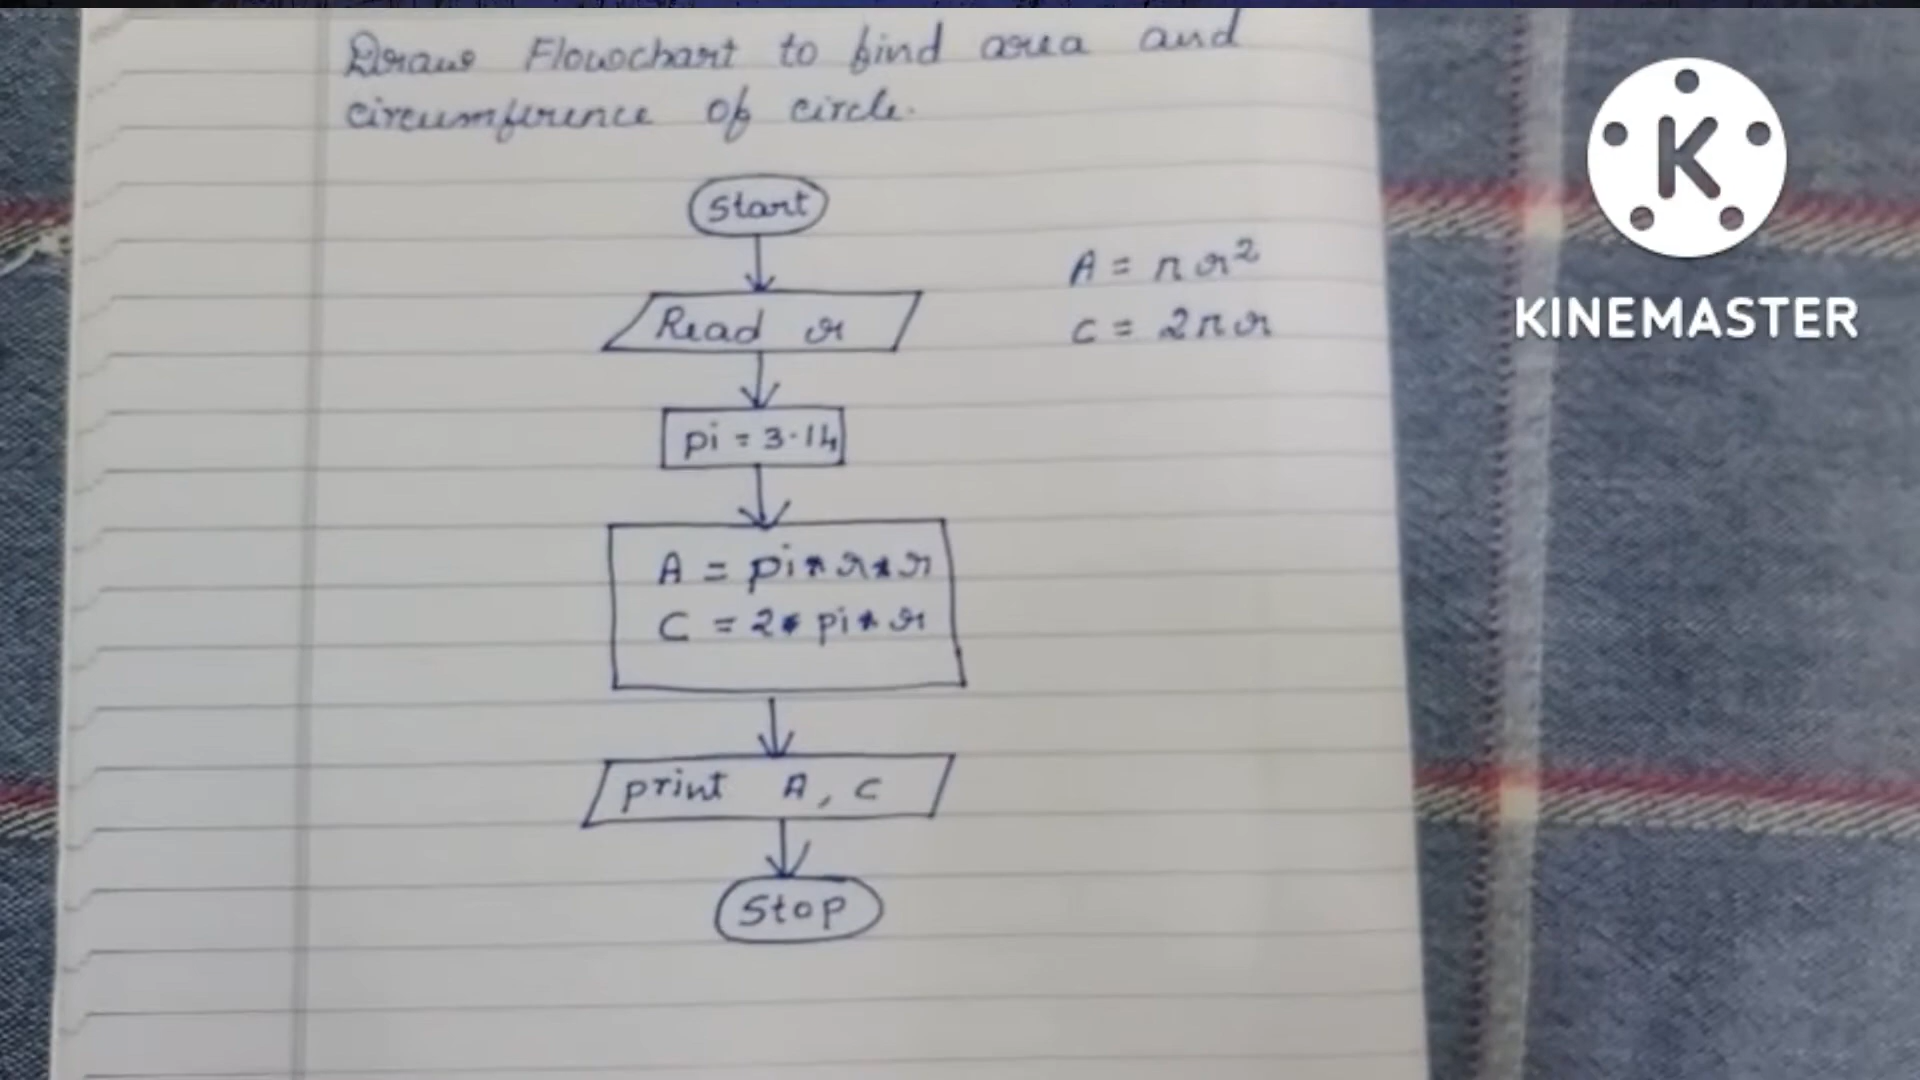 Draw Flowchart to find area and
circumference of circle.
Start
Read r
A = πr²
C = 2πr
pi = 3.14
A = pi*r*r
C = 2*pi*r
print A, C
Stop
KINEMASTER